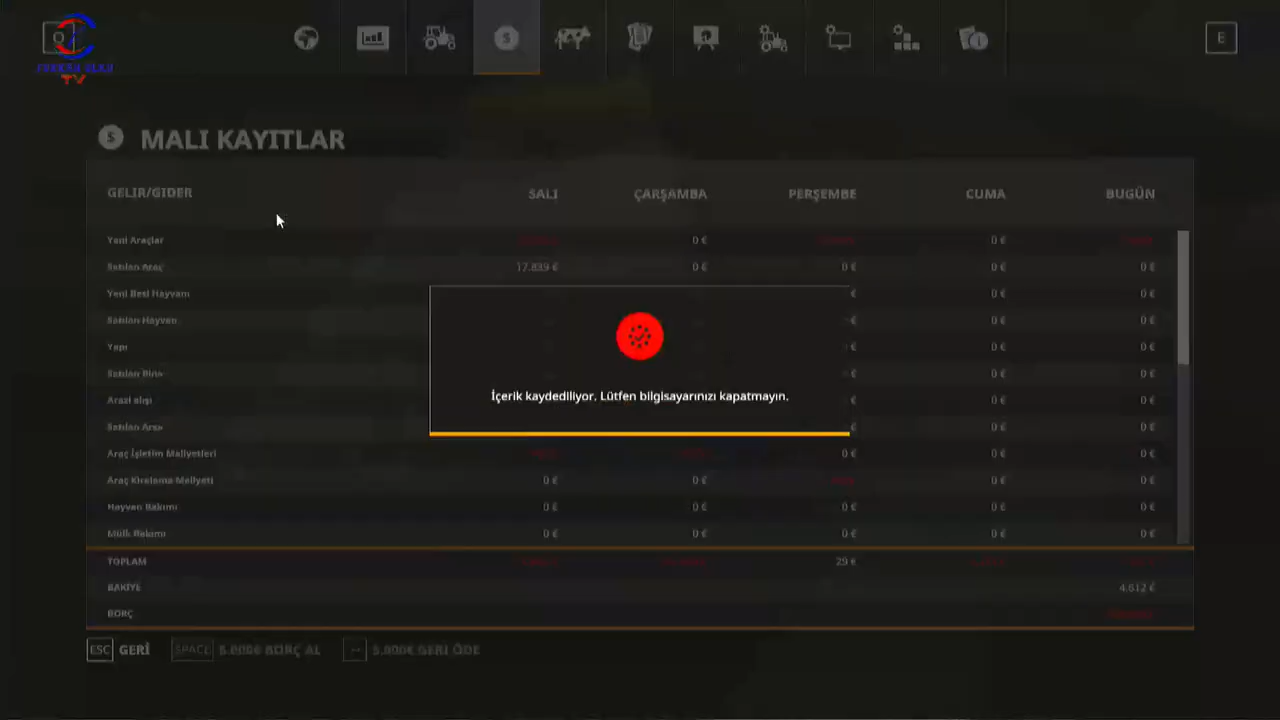 Q
E
TV
MALI KAYITLAR
GELIR/GIDER SALI ÇARŞAMBA PERŞEMBE CUMA BUGÜN
Yeni Araçlar 0 € 0 €
Satılan Araç 17.839 € 0 € 0 € 0 € 0 €
Yeni Besi Hayvanı € 0 € 0 €
Satılan Hayvan € 0 € 0 €
Yapı € 0 € 0 €
Satılan Bina € 0 € 0 €
Arazi alışı € 0 € 0 €
Satılan Arsa € 0 € 0 €
İçerik kaydediliyor. Lütfen bilgisayarınızı kapatmayın.
Araç İşletim Maliyetleri 0 € 0 € 0 €
Araç Kiralama Maliyeti 0 € 0 € 0 € 0 €
Hayvan Bakımı 0 € 0 € 0 € 0 € 0 €
Mülk Bakımı 0 € 0 € 0 € 0 € 0 €
TOPLAM 29 €
BAKİYE 4.612 €
BORÇ
ESC GERİ SPACE 5.000€ BORÇ AL 5.000€ GERI ÖDE